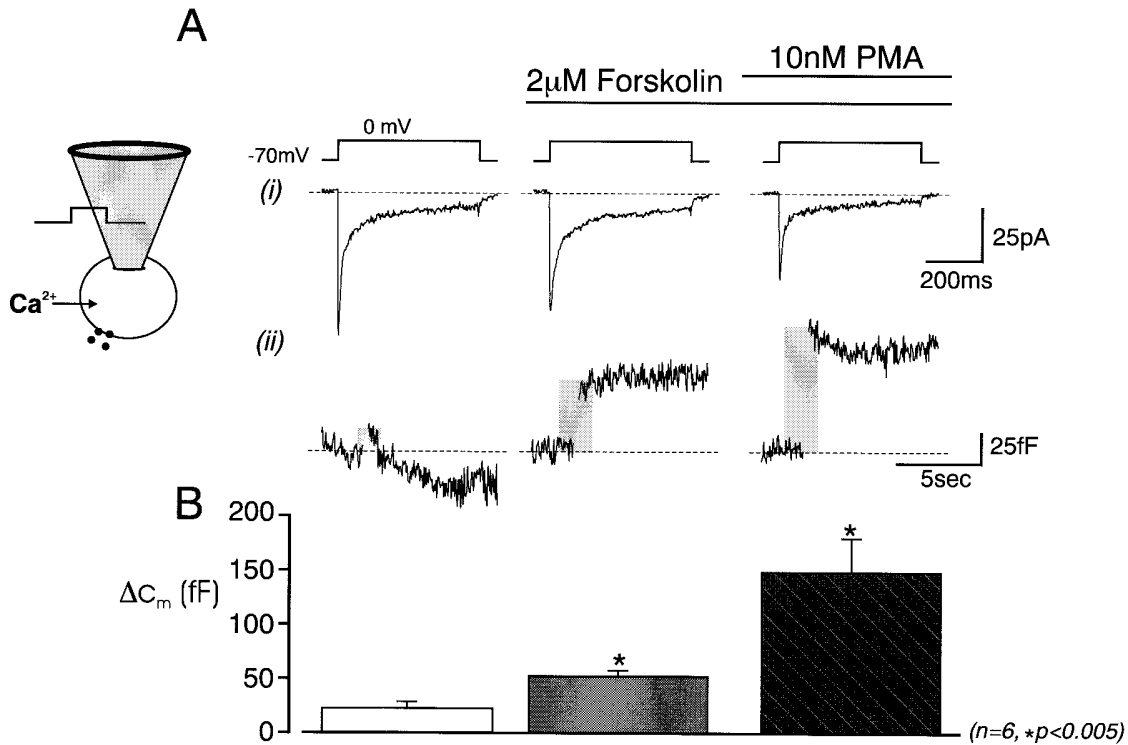 A
10nM PMA
2μM Forskolin
0 mV
-70mV
(i)
25pA
200ms
Ca²⁺
(ii)
25fF
5sec
B
200
150
ΔCm (fF)
100
50
0
*
*
(n=6, *p<0.005)